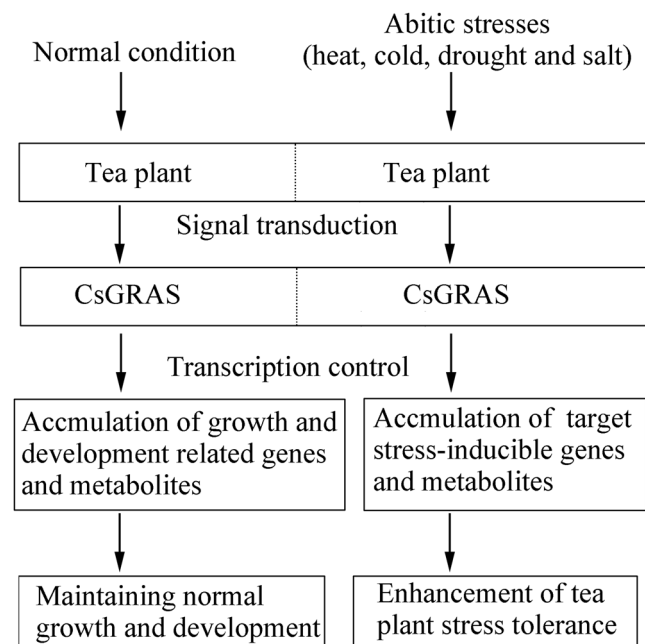 Normal condition
Abitic stresses
(heat, cold, drought and salt)
Tea plant
Tea plant
Signal transduction
CsGRAS
CsGRAS
Transcription control
Accmulation of growth and
development related genes
and metabolites
Accmulation of target
stress-inducible genes
and metabolites
Maintaining normal
growth and development
Enhancement of tea
plant stress tolerance